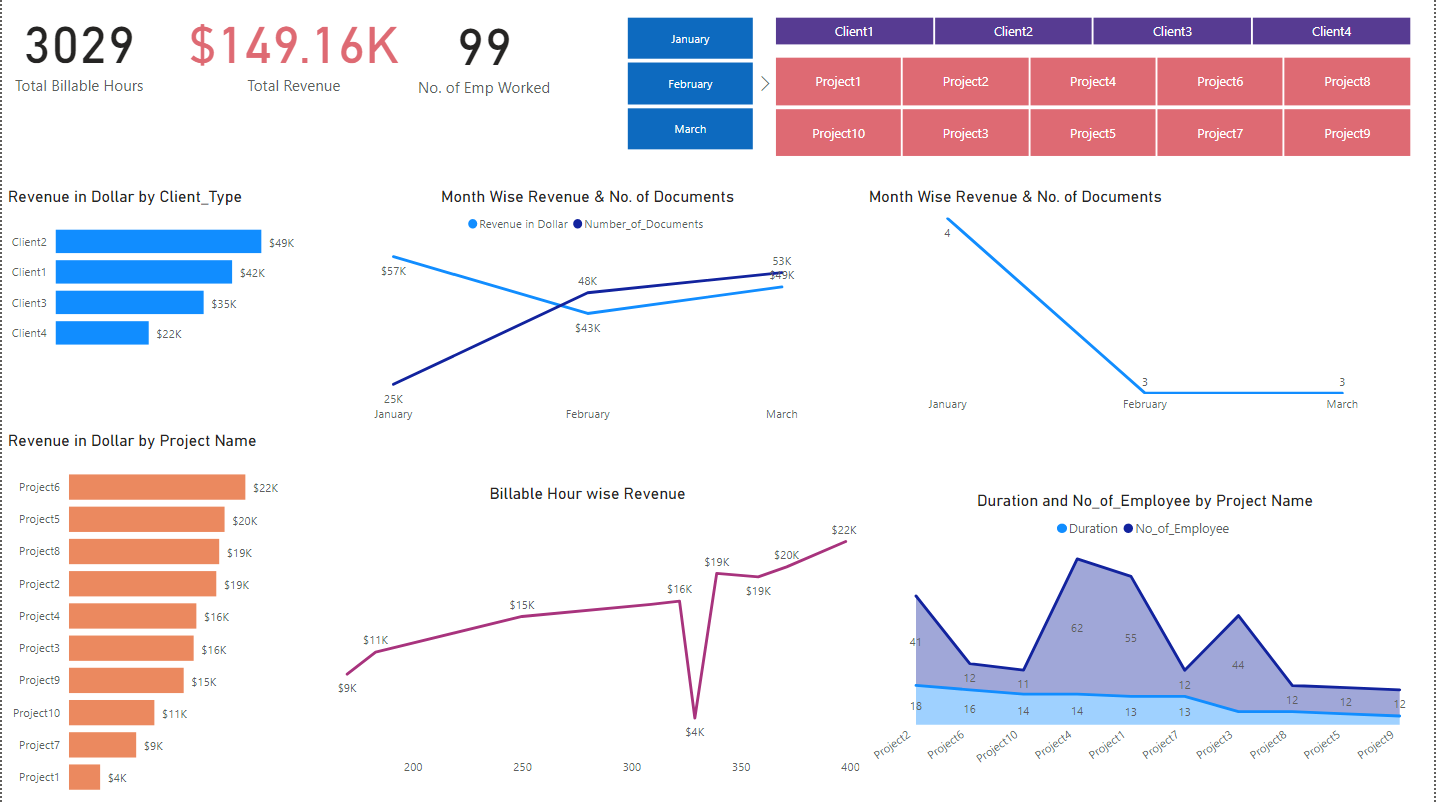 3029
Total Billable Hours
$149.16K
Total Revenue
99
No. of Emp Worked
January
February
March
Client1 Client2 Client3 Client4
Project1 Project2 Project4 Project6 Project8
Project10 Project3 Project5 Project7 Project9
Revenue in Dollar by Client_Type
Client2 $49K
Client1 $42K
Client3 $35K
Client4 $22K
Month Wise Revenue & No. of Documents
Revenue in Dollar Number_of_Documents
53K
$57K $49K
48K
$43K
25K
January February March
Month Wise Revenue & No. of Documents
4
3 3
January February March
Revenue in Dollar by Project Name
Project6 $22K
Project5 $20K
Project8 $19K
Project2 $19K
Project4 $16K
Project3 $16K
Project9 $15K
Project10 $11K
Project7 $9K
Project1 $4K
Billable Hour wise Revenue
$22K
$19K $20K
$16K $19K
$15K
$11K
$9K
$4K
200 250 300 350 400
Duration and No_of_Employee by Project Name
Duration No_of_Employee
41 12 11 62 55 12 44 12 12 12
18 16 14 14 13 13
Project2 Project6 Project10 Project4 Project1 Project7 Project3 Project8 Project5 Project9